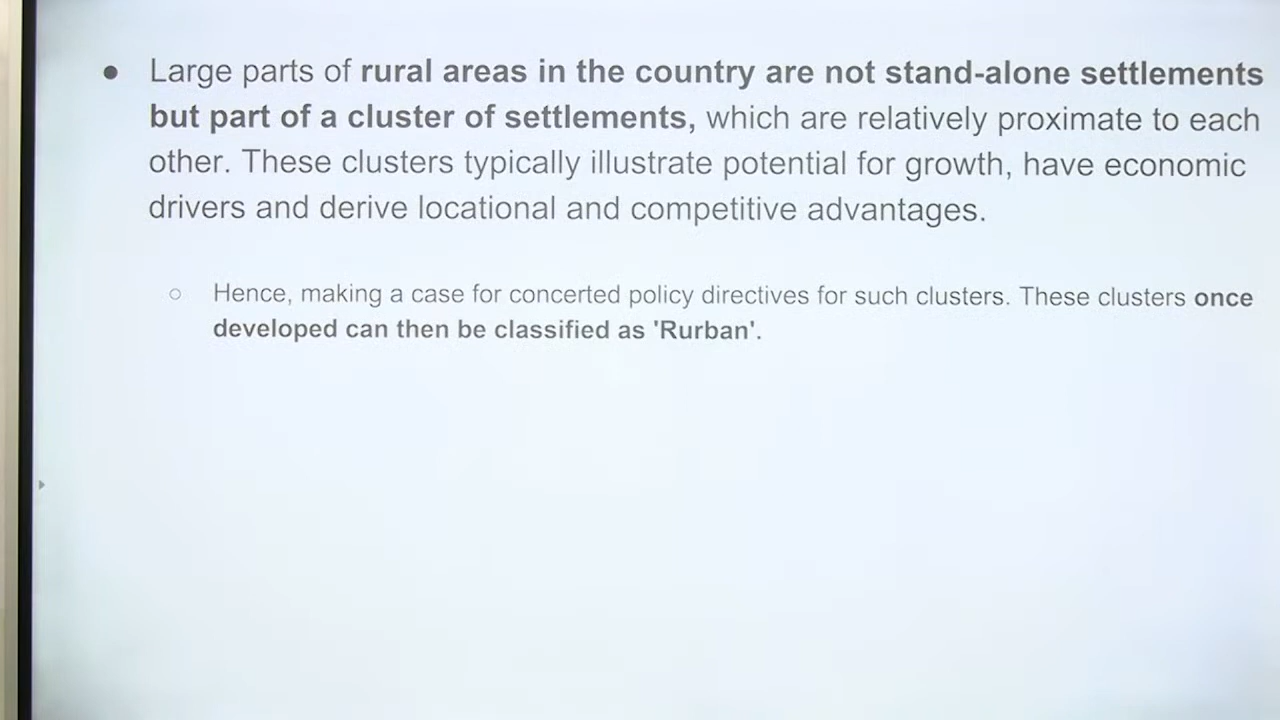 ● Large parts of rural areas in the country are not stand-alone settlements
but part of a cluster of settlements, which are relatively proximate to each
other. These clusters typically illustrate potential for growth, have economic
drivers and derive locational and competitive advantages.
○ Hence, making a case for concerted policy directives for such clusters. These clusters once
developed can then be classified as 'Rurban'.